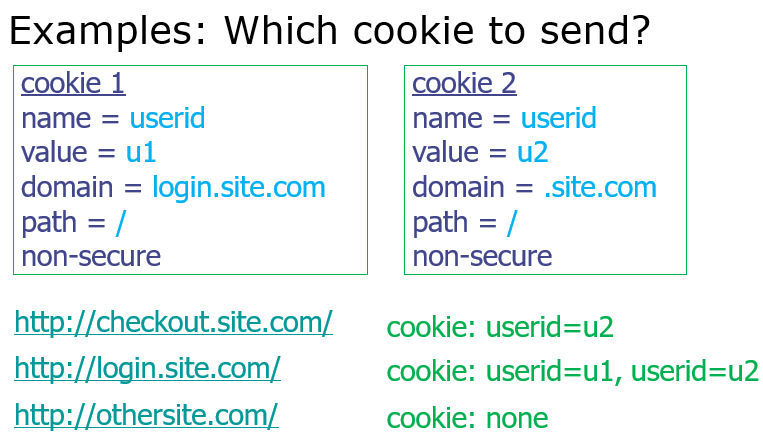 Examples: Which cookie to send?
cookie 1
name = userid
value = u1
domain = login.site.com
path = /
non-secure
cookie 2
name = userid
value = u2
domain = .site.com
path = /
non-secure
http://checkout.site.com/ cookie: userid=u2
http://login.site.com/ cookie: userid=u1, userid=u2
http://othersite.com/ cookie: none